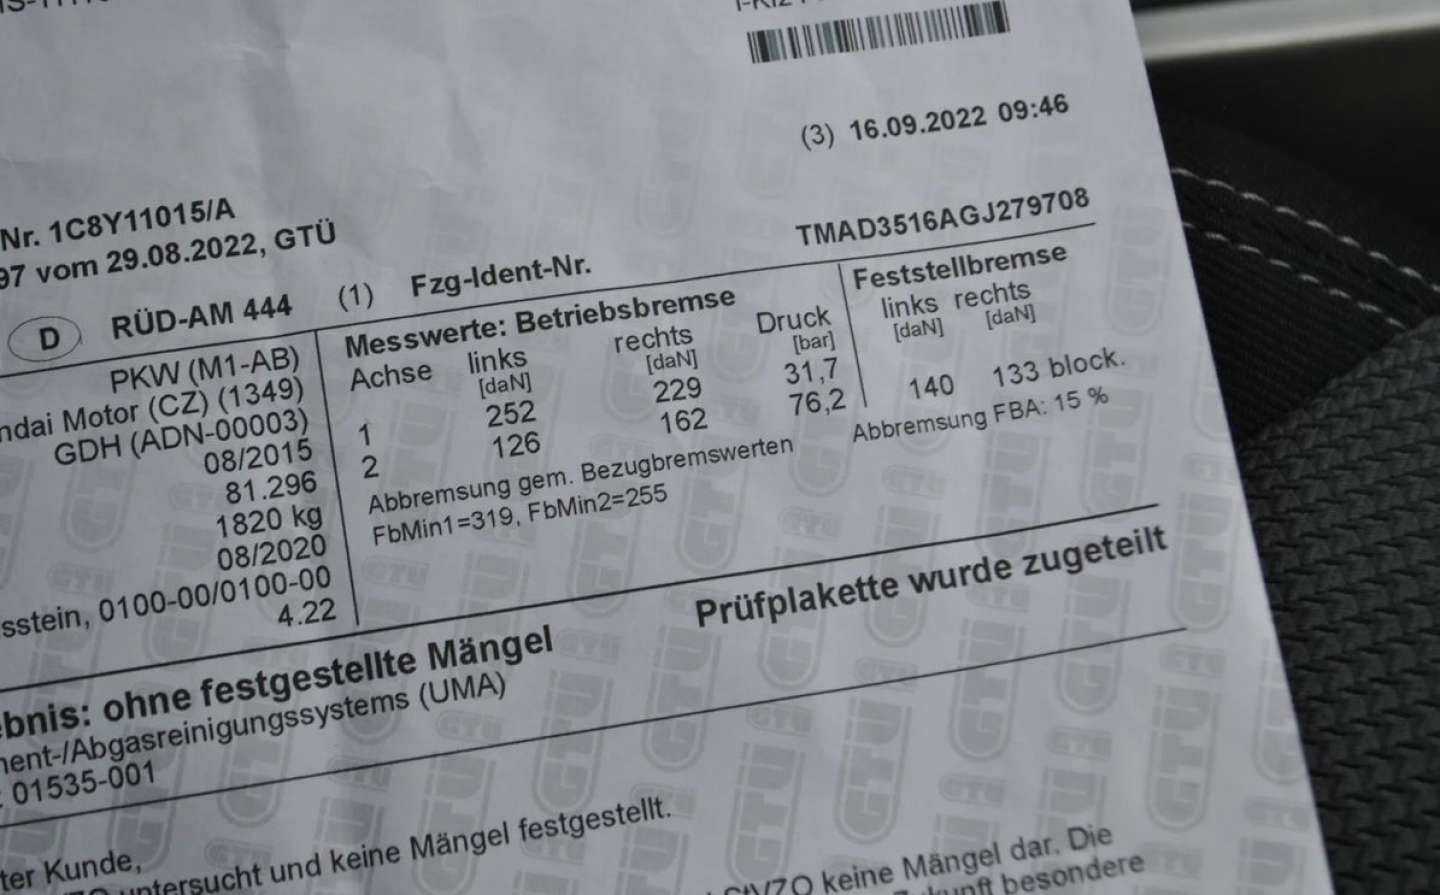 (3) 16.09.2022 09:46
Nr. 1C8Y11015/A
97 vom 29.08.2022, GTÜ
D RÜD-AM 444 (1) Fzg-Ident-Nr. TMAD3516AGJ279708
PKW (M1-AB)
ndai Motor (CZ) (1349)
GDH (ADN-00003)
08/2015
81.296
1820 kg
08/2020
sstein, 0100-00/0100-00
4.22
Messwerte: Betriebsbremse
Achse links rechts Druck
[daN] [daN] [bar]
1 252 229 31,7
2 126 162 76,2
Abbremsung gem. Bezugbremswerten
FbMin1=319, FbMin2=255
Feststellbremse
links rechts
[daN] [daN]
140 133 block.
Abbremsung FBA: 15 %
ebnis: ohne festgestellte Mängel Prüfplakette wurde zugeteilt
nent-/Abgasreinigungssystems (UMA)
: 01535-001
ter Kunde,
untersucht und keine Mängel festgestellt.
StVZO keine Mängel dar. Die
besondere